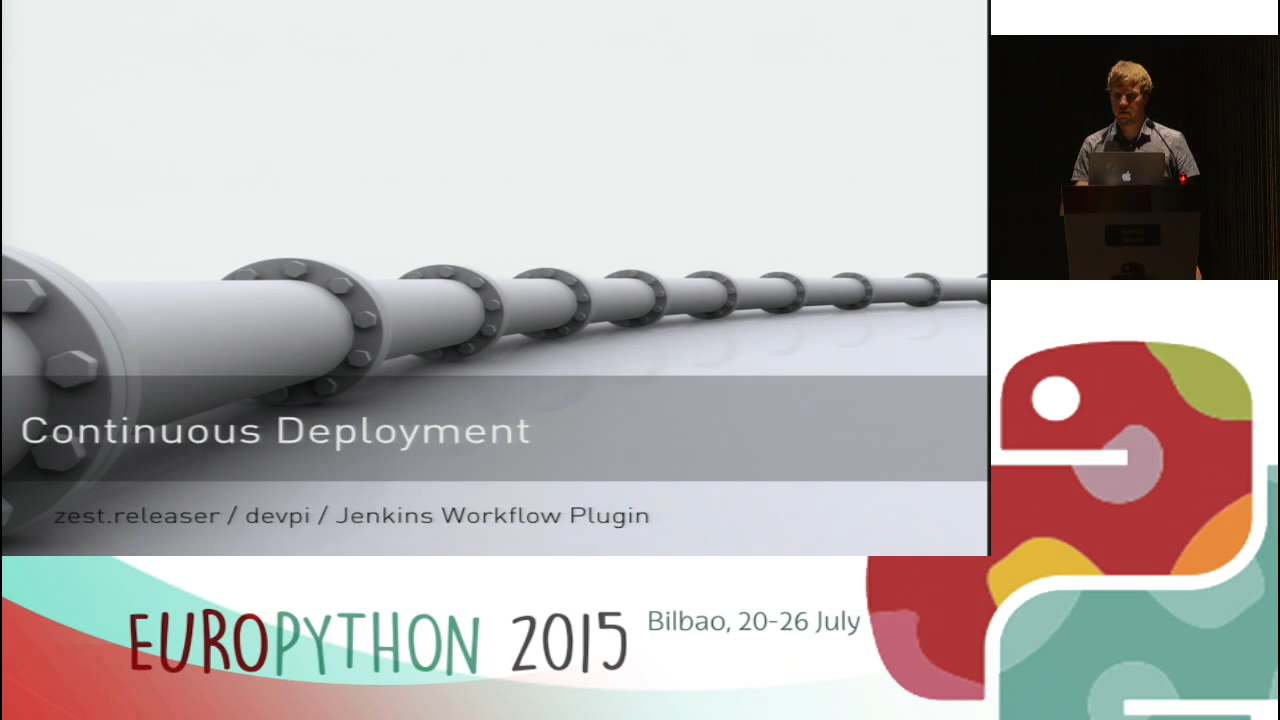 Continuous Deployment
zest.releaser / devpi / Jenkins Workflow Plugin
EUROPYTHON 2015
Bilbao, 20-26 July